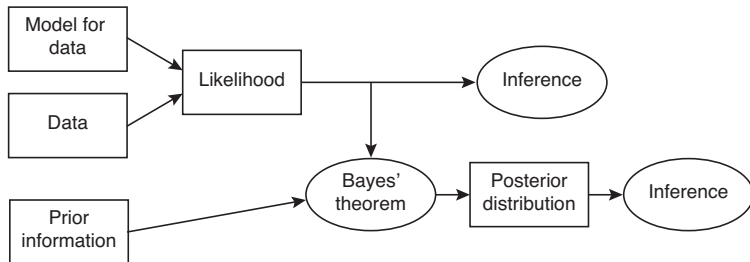 Model for
data
Likelihood
Inference
Data
Bayes’
theorem
Posterior
distribution
Inference
Prior
information